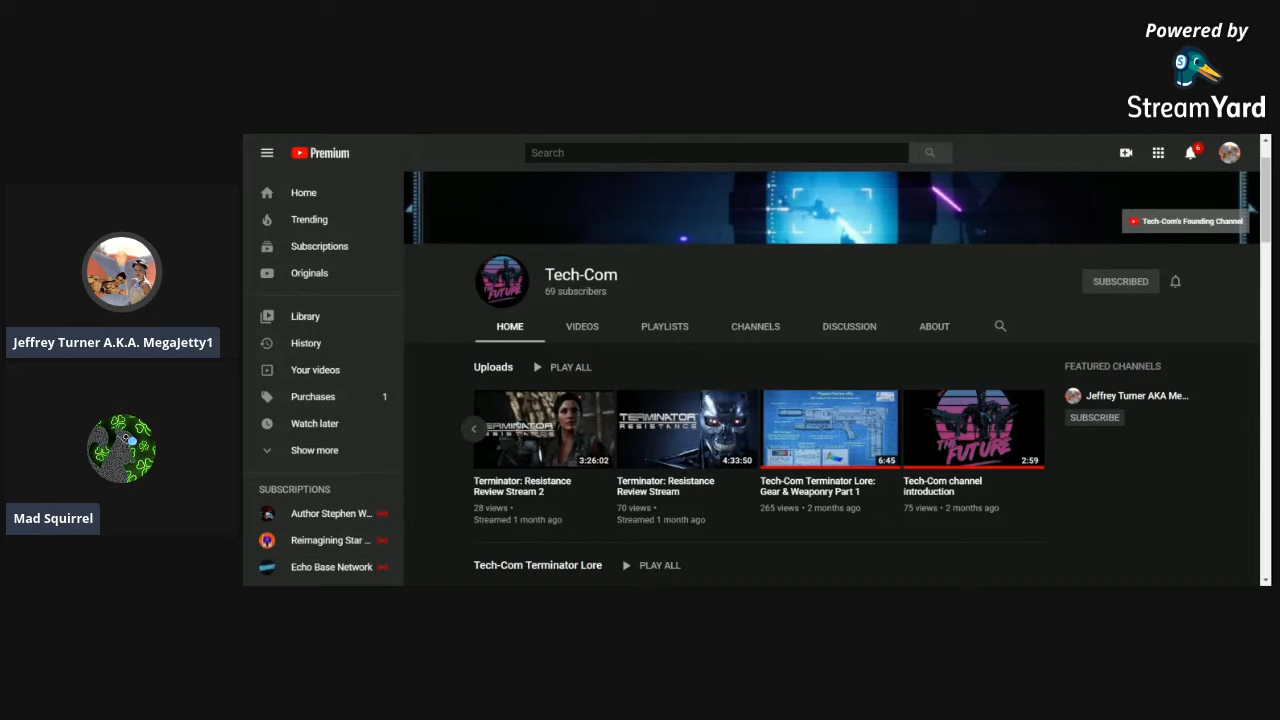 Powered by
StreamYard
Jeffrey Turner A.K.A. MegaJetty1
Mad Squirrel
Premium
Search
6
Home
Trending
Subscriptions
Originals
Library
History
Your videos
Purchases 1
Watch later
Show more
SUBSCRIPTIONS
Author Stephen W...
Reimagining Star ...
Echo Base Network
Tech-Com's Founding Channel
THE FUTURE
Tech-Com
69 subscribers
SUBSCRIBED
HOME VIDEOS PLAYLISTS CHANNELS DISCUSSION ABOUT
Uploads PLAY ALL
TERMINATOR
RESISTANCE
3:26:02
TERMINATOR
RESISTANCE
4:33:50
6:45
THE FUTURE
2:59
Terminator: Resistance
Review Stream 2
28 views •
Streamed 1 month ago
Terminator: Resistance
Review Stream
70 views •
Streamed 1 month ago
Tech-Com Terminator Lore:
Gear & Weaponry Part 1
265 views • 2 months ago
Tech-Com channel
introduction
75 views • 2 months ago
FEATURED CHANNELS
Jeffrey Turner AKA Me...
SUBSCRIBE
Tech-Com Terminator Lore PLAY ALL